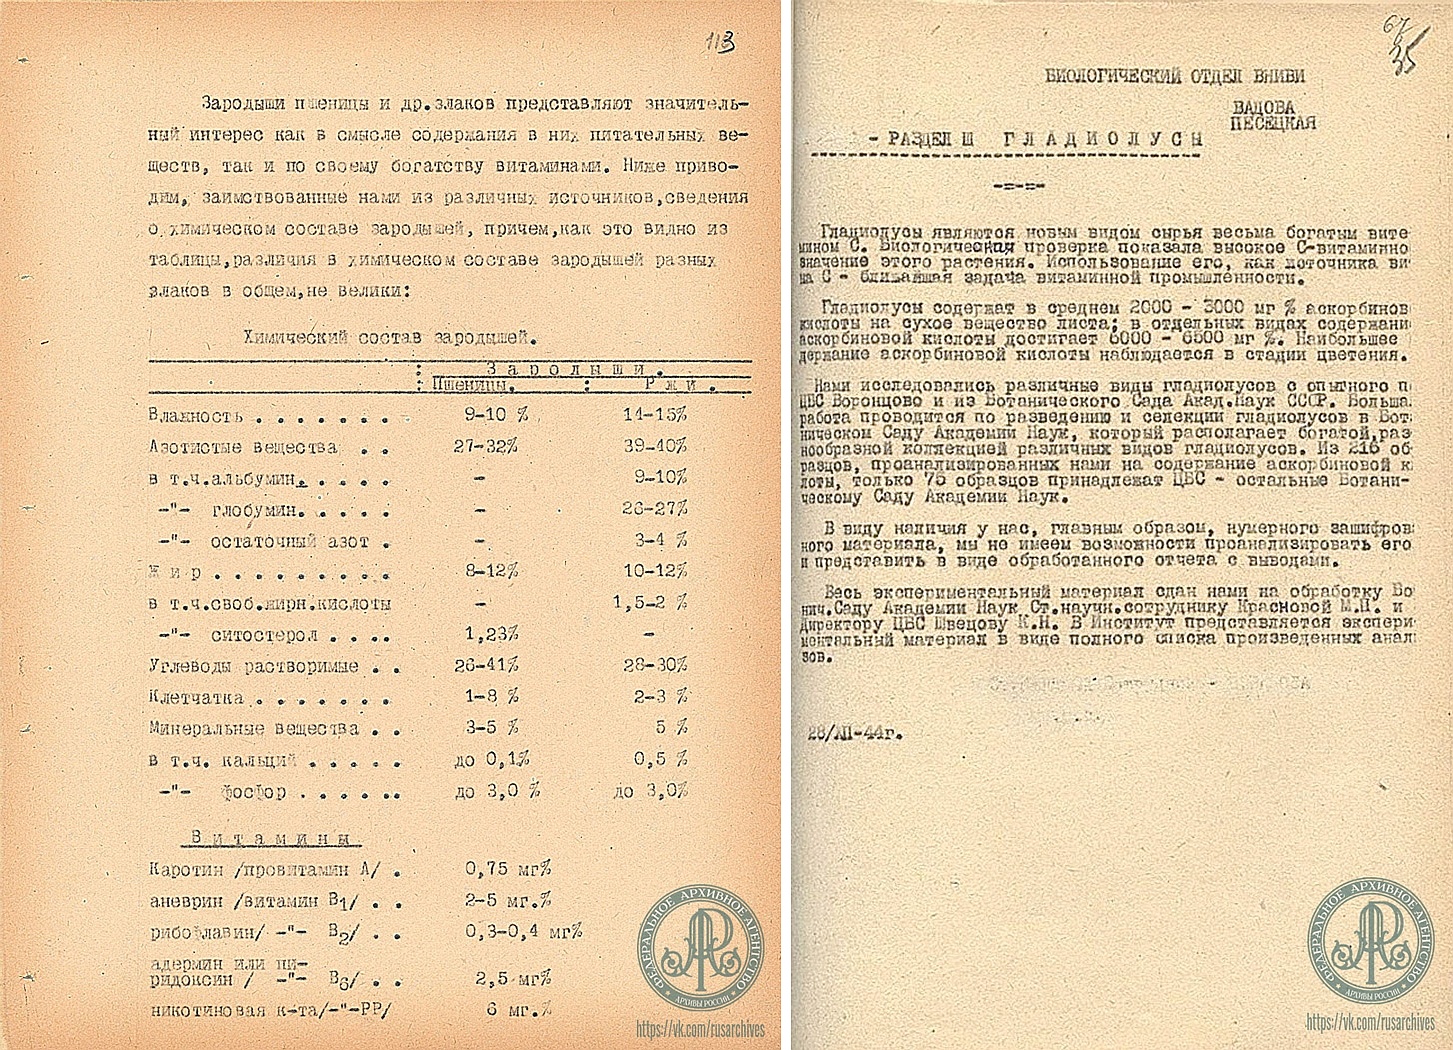 113
Зародыши пшеницы и др.злаков представляют значитель-
ный интерес как в смысле содержания в них питательных ве-
ществ, так и по своему богатству витаминами. Ниже приво-
дим, заимствованные нами из различных источников,сведения
о химическом составе зародышей, причем,как это видно из
таблицы,различия в химическом составе зародышей разных
злаков в общем,не велики:
Химический состав зародышей.
: Зародыши.
: Пшеницы. : Ржи.
Влажность . . . . . . . 9-10 % 14-15%
Азотистые вещества . . 27-32% 39-40%
в т.ч.альбумин. . . . . - 9-10%
-"- глобумин. . . . . - 26-27%
-"- остаточный азот . - 3-4 %
Жир . . . . . . . . . 8-12% 10-12%
в т.ч.своб.жирн.кислоты - 1,5-2 %
-"- ситостерол . . . . 1,23% -
Углеводы растворимые . . 26-41% 28-30%
Клетчатка . . . . . . . 1-8 % 2-3 %
Минеральные вещества . . 3-5 % 5 %
в т.ч. кальций . . . . . до 0,1% 0,5 %
-"- фосфор . . . . . . до 3,0 % до 3,0%
Витамины
Каротин /провитамин А/ . 0,75 мг%
аневрин /витамин В1/ . . 2-5 мг.%
рибофлавин/ -"- В2/ . . 0,3-0,4 мг%
адермин или пи-
ридоксин / -"- В6/ . . 2,5 мг%
никотиновая к-та/-"-РР/ 6 мг.%
ФЕДЕРАЛЬНОЕ АРХИВНОЕ АГЕНТСТВО
АРХИВЫ РОССИИ
https://vk.com/rusarchives
67
35
БИОЛОГИЧЕСКИЙ ОТДЕЛ ВНИВИ
ВАДОВА
ПЕСЕЦКАЯ
- РАЗДЕЛ Ш ГЛАДИОЛУСЫ
-=-=-
Гладиолусы являются новым видом сырья весьма богатым вита
мином С. Биологическая проверка показала высокое С-витаминно
значение этого растения. Использование его, как источника ви
на С - ближайшая задача витаминной промышленности.
Гладиолусы содержат в среднем 2000 - 3000 мг % аскорбинов
кислоты на сухое вещество листа; в отдельных видах содержани
аскорбиновой кислоты достигает 6000 - 6500 мг %. Наибольшее
держание аскорбиновой кислоты наблюдается в стадии цветения.
Нами исследовались различные виды гладиолусов с опытного п
ЦВС Воронцово и из Ботанического Сада Акад.Наук СССР. Больша
работа проводится по разведению и селекции гладиолусов в Бот
ническом Саду Академии Наук, который располагает богатой,раз
нообразной коллекцией различных видов гладиолусов. Из 216 об
разцов, проанализированных нами на содержание аскорбиновой к
лоты, только 75 образцов принадлежат ЦВС - остальные Ботани-
ческому Саду Академии Наук.
В виду наличия у нас, главным образом, нумерного зашифров
ного материала, мы не имеем возможности проанализировать его
и представить в виде обработанного отчета с выводами.
Весь экспериментальный материал сдан нами на обработку Бо
нич.Саду Академии Наук Ст.научн.сотруднику Красновой М.П. и
Директору ЦВС Швецову К.Н. В Институт представляется экспери
ментальный материал в виде полного списка произведенных анал
зов.
28/XII-44г.
ФЕДЕРАЛЬНОЕ АРХИВНОЕ АГЕНТСТВО
АРХИВЫ РОССИИ
https://vk.com/rusarchives